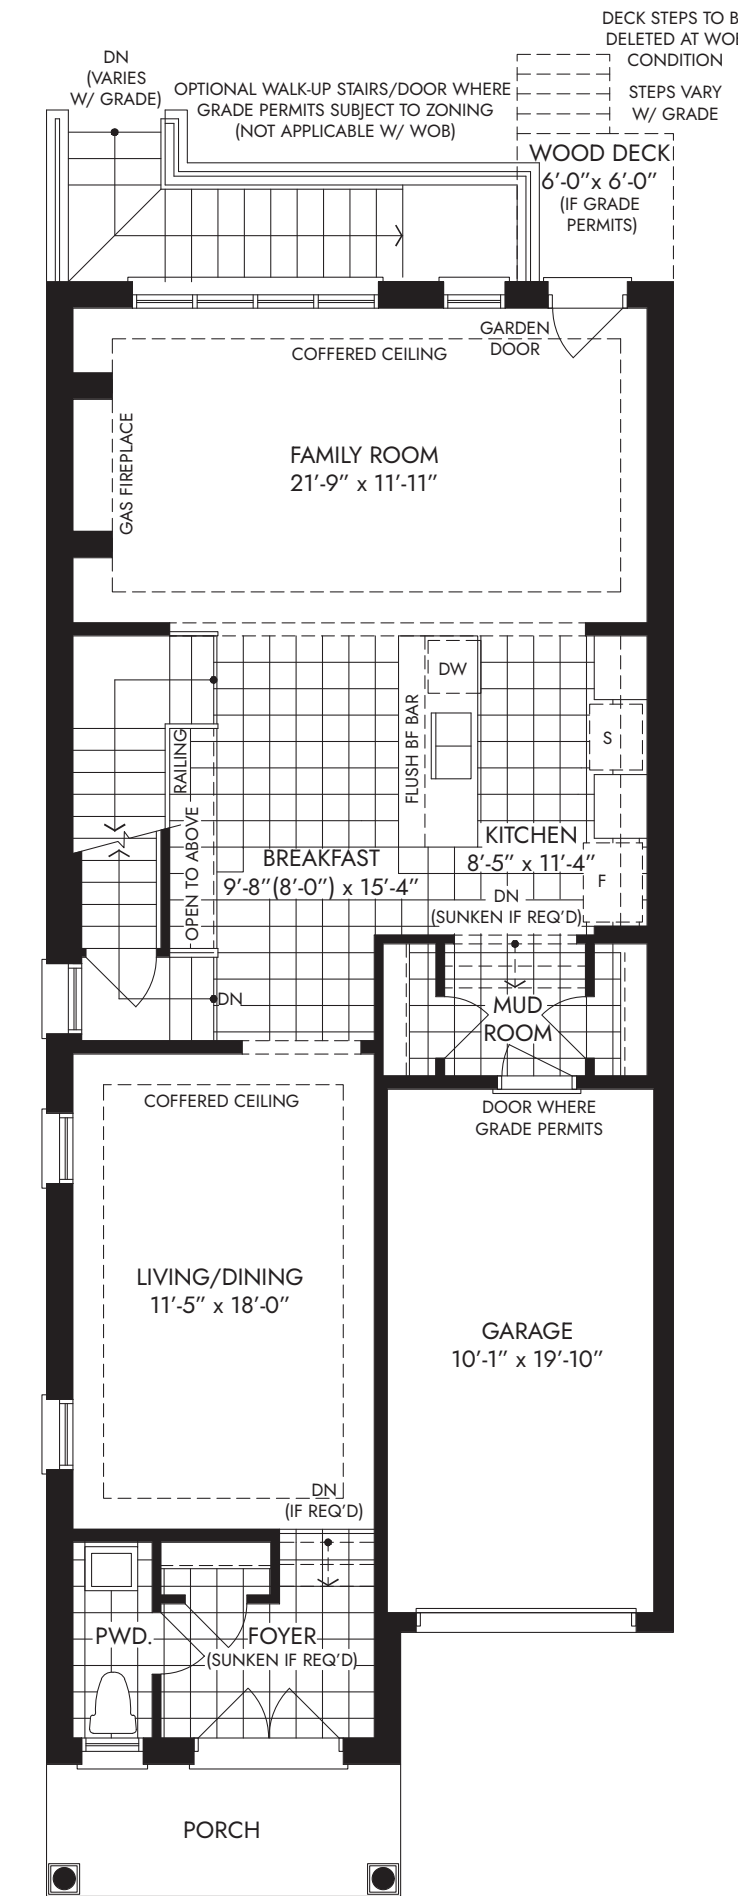 DECK STEPS TO B
DELETED AT WOB
CONDITION
STEPS VARY
W/ GRADE
DN
(VARIES
W/ GRADE)
OPTIONAL WALK-UP STAIRS/DOOR WHERE
GRADE PERMITS SUBJECT TO ZONING
(NOT APPLICABLE W/ WOB)
WOOD DECK
6'-0" x 6'-0"
(IF GRADE
PERMITS)
GARDEN
DOOR
COFFERED CEILING
GAS FIREPLACE
FAMILY ROOM
21'-9" x 11'-11"
DW
FLUSH BF BAR
S
RAILING
OPEN TO ABOVE
BREAKFAST
9'-8"(8'-0") x 15'-4"
KITCHEN
8'-5" x 11'-4"
F
DN
(SUNKEN IF REQ'D)
DN
MUD
ROOM
DOOR WHERE
GRADE PERMITS
COFFERED CEILING
LIVING/DINING
11'-5" x 18'-0"
GARAGE
10'-1" x 19'-10"
DN
(IF REQ'D)
PWD.
FOYER
(SUNKEN IF REQ'D)
PORCH